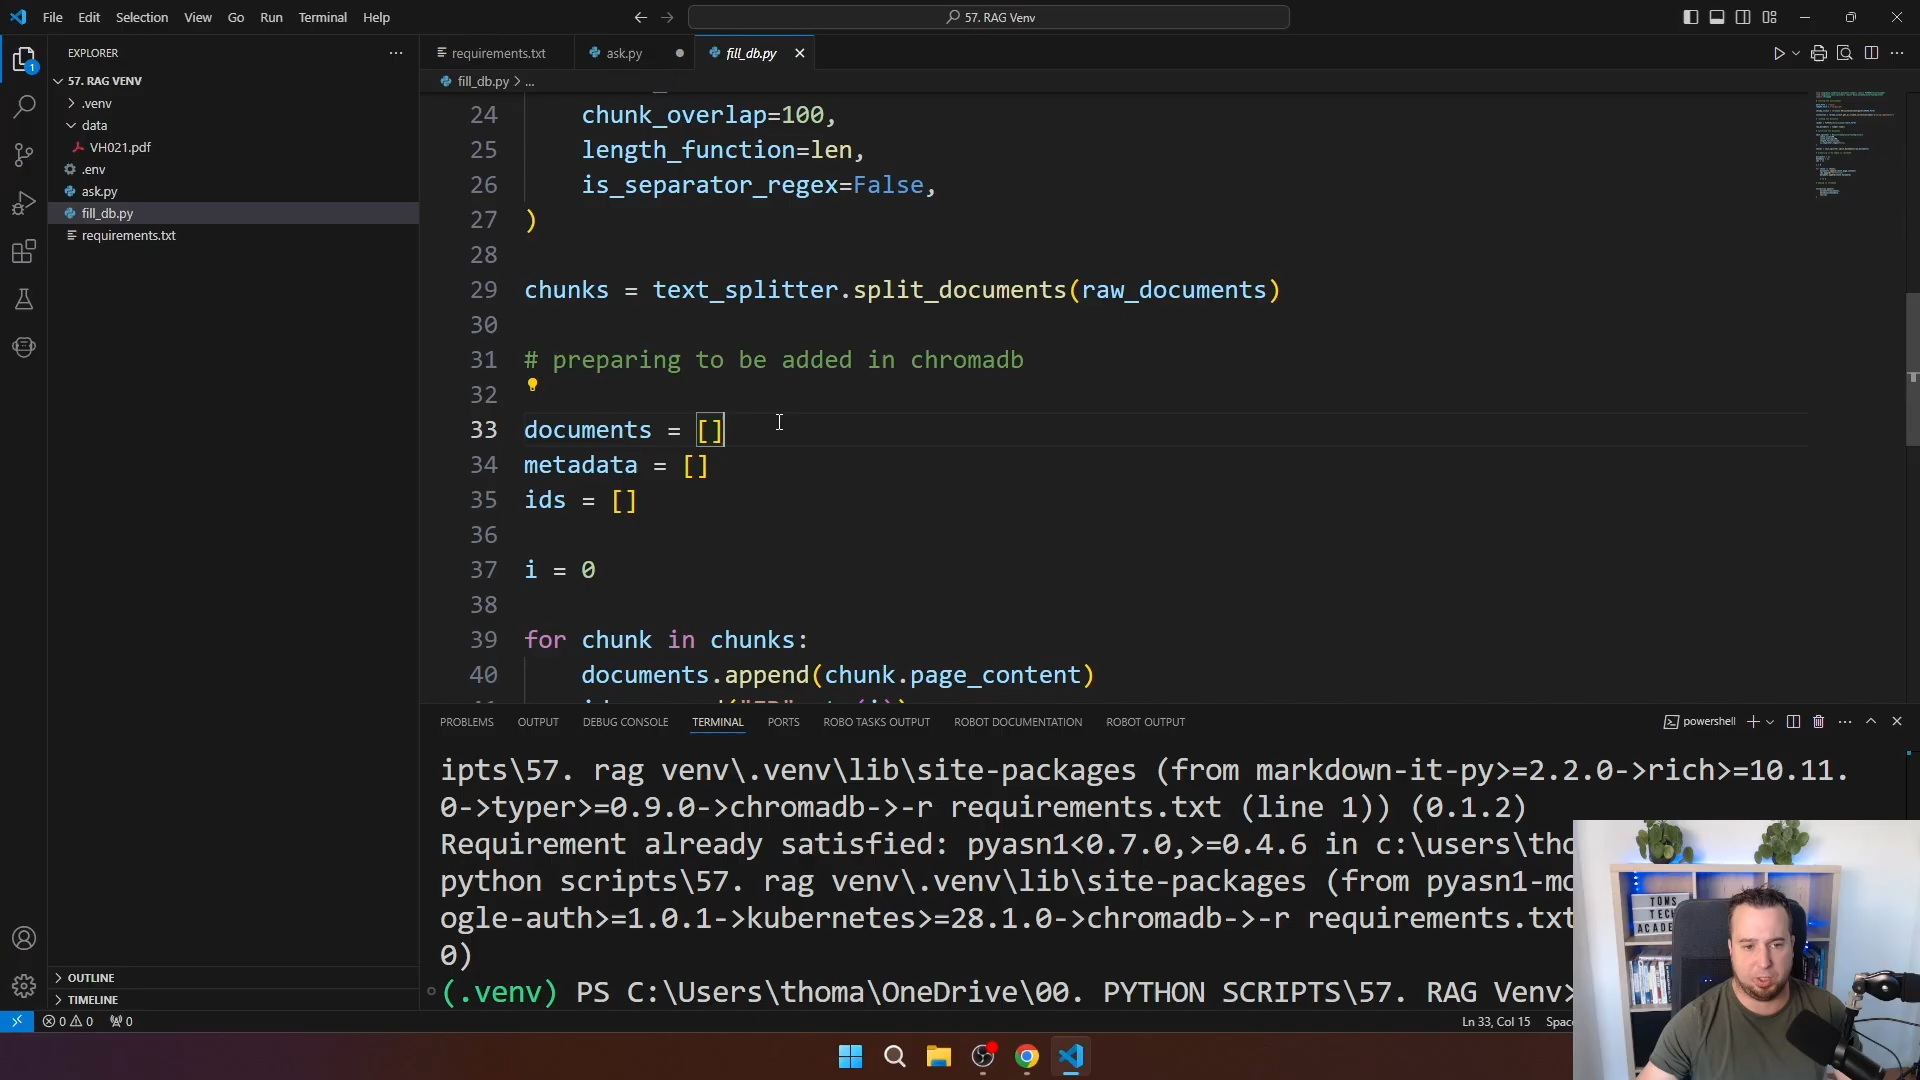 File Edit Selection View Go Run Terminal Help
57. RAG Venv
EXPLORER
57. RAG VENV
.venv
data
VH021.pdf
.env
ask.py
fill_db.py
requirements.txt
OUTLINE
TIMELINE
1
requirements.txt ask.py fill_db.py
fill_db.py > ...
24 chunk_overlap=100,
25 length_function=len,
26 is_separator_regex=False,
27 )
28
29 chunks = text_splitter.split_documents(raw_documents)
30
31 # preparing to be added in chromadb
32
33 documents = []
34 metadata = []
35 ids = []
36
37 i = 0
38
39 for chunk in chunks:
40 documents.append(chunk.page_content)
PROBLEMS OUTPUT DEBUG CONSOLE TERMINAL PORTS ROBO TASKS OUTPUT ROBOT DOCUMENTATION ROBOT OUTPUT
powershell
ipts\57. rag venv\.venv\lib\site-packages (from markdown-it-py>=2.2.0->rich>=10.11.
0->typer>=0.9.0->chromadb->-r requirements.txt (line 1)) (0.1.2)
Requirement already satisfied: pyasn1<0.7.0,>=0.4.6 in c:\users\tho
python scripts\57. rag venv\.venv\lib\site-packages (from pyasn1-mo
ogle-auth>=1.0.1->kubernetes>=28.1.0->chromadb->-r requirements.txt
0)
(.venv) PS C:\Users\thoma\OneDrive\00. PYTHON SCRIPTS\57. RAG Venv>
TOMS
TECH
ACADE
0 0 0
Ln 33, Col 15
Space